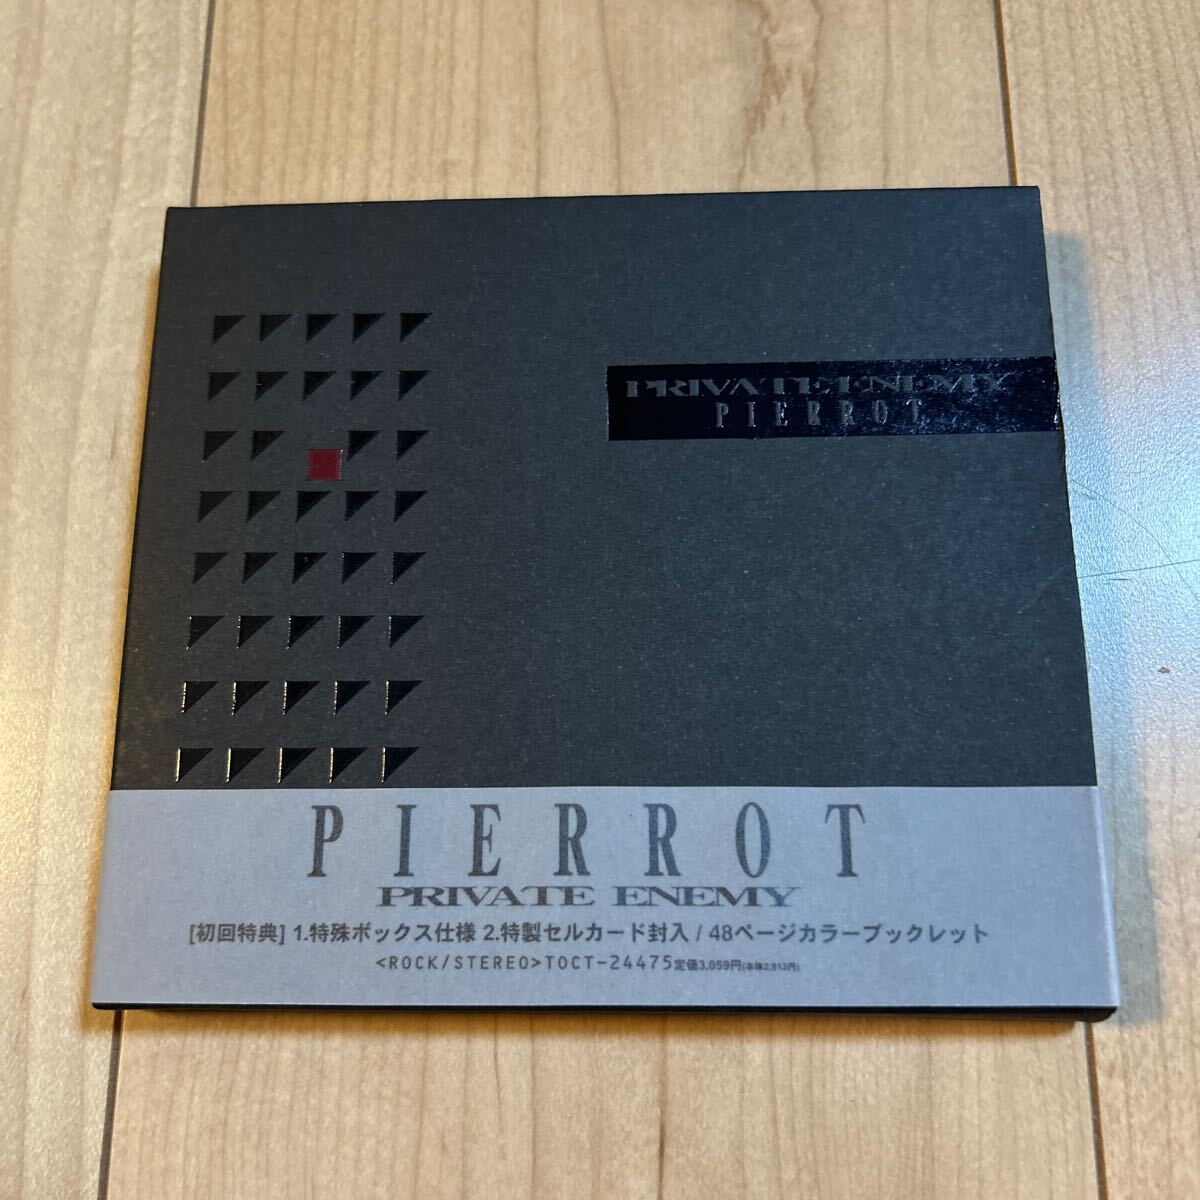 PRIVATE ENEMY
PIERROT
PIERROT
PRIVATE ENEMY
[初回特典] 1.特殊ボックス仕様 2.特製セルカード封入 / 48ページカラーブックレット
<ROCK/STEREO>TOCT-24475定価3,059円(本体2,913円)